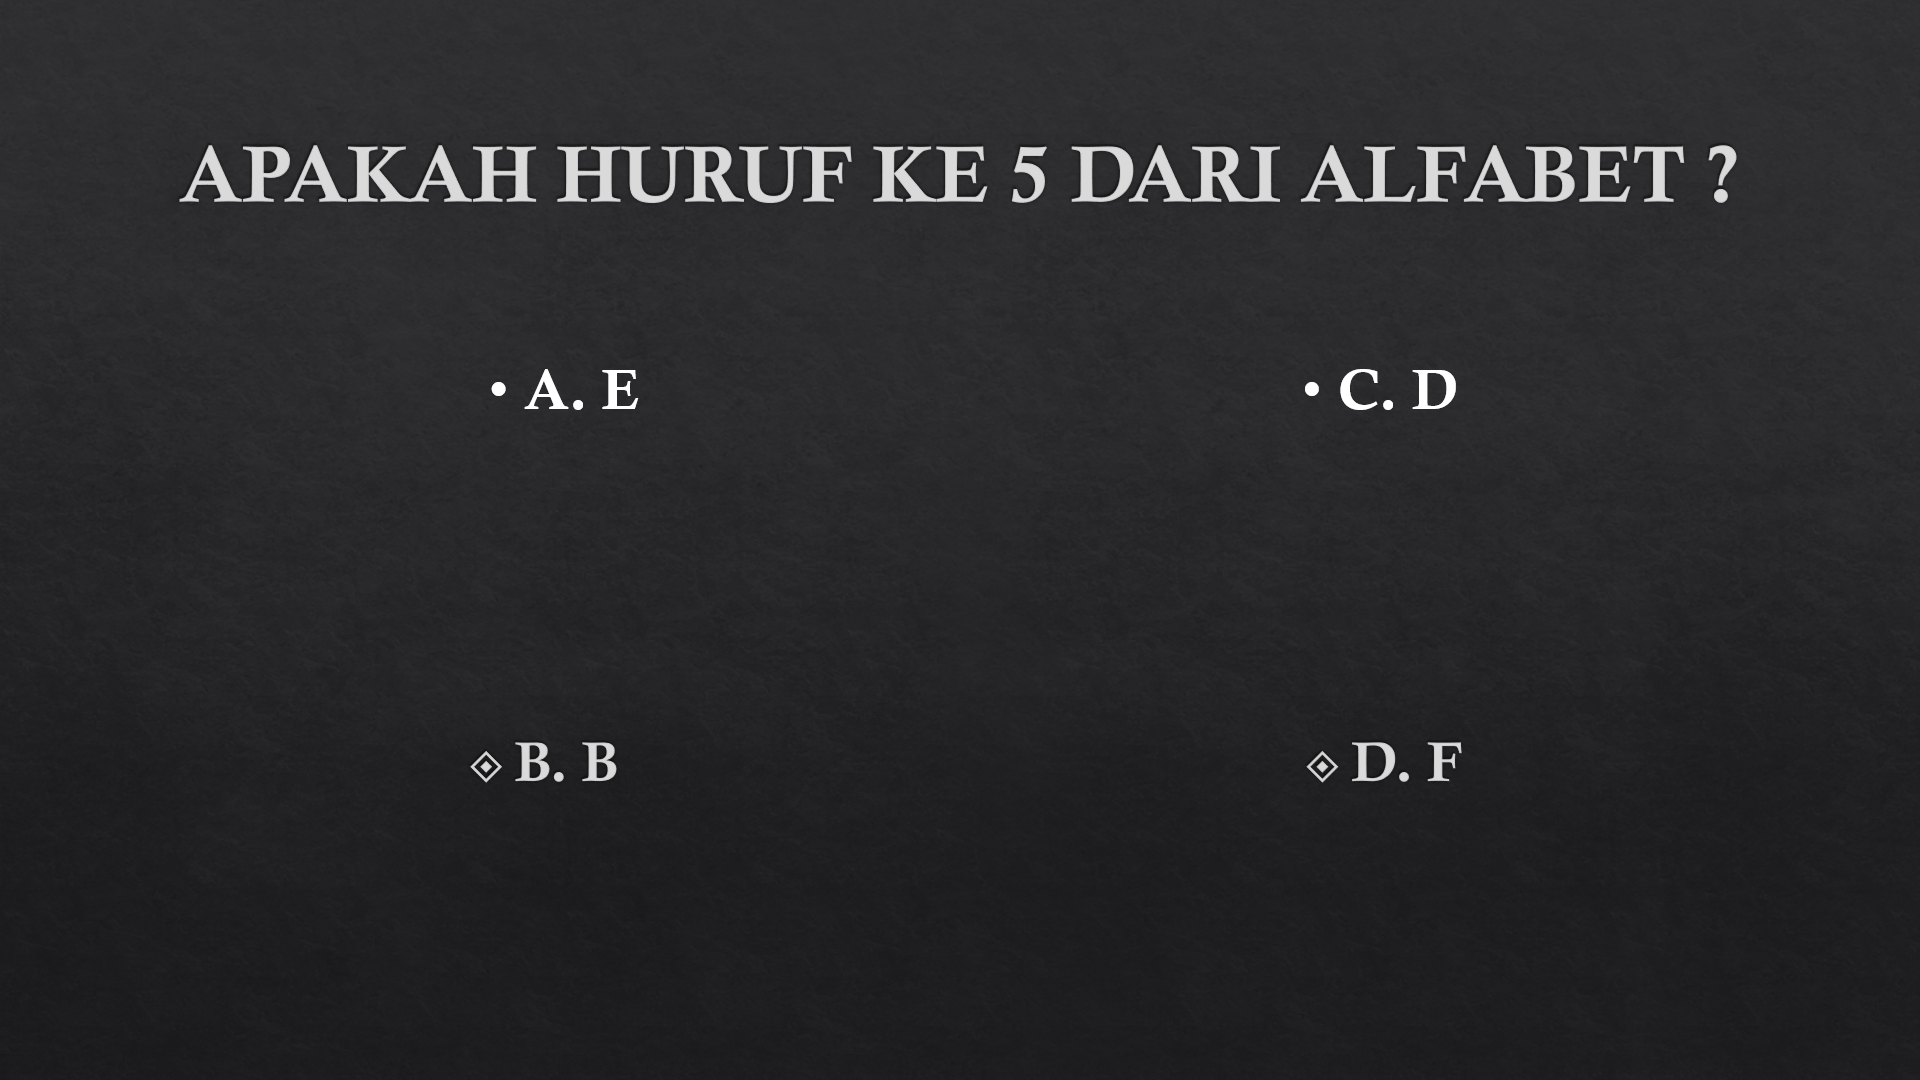 APAKAH HURUF KE 5 DARI ALFABET ?
• A. E
• C. D
◈ B. B
◈ D. F